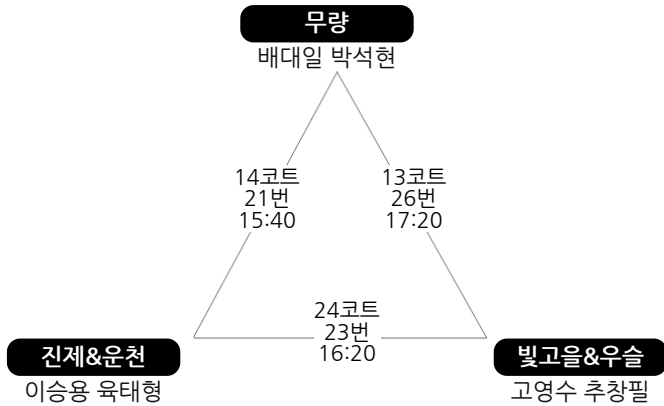 무량
배대일 박석현
14코트
21번
15:40
13코트
26번
17:20
24코트
23번
16:20
진제&운천
이승용 육태형
빛고을&우슬
고영수 추창필